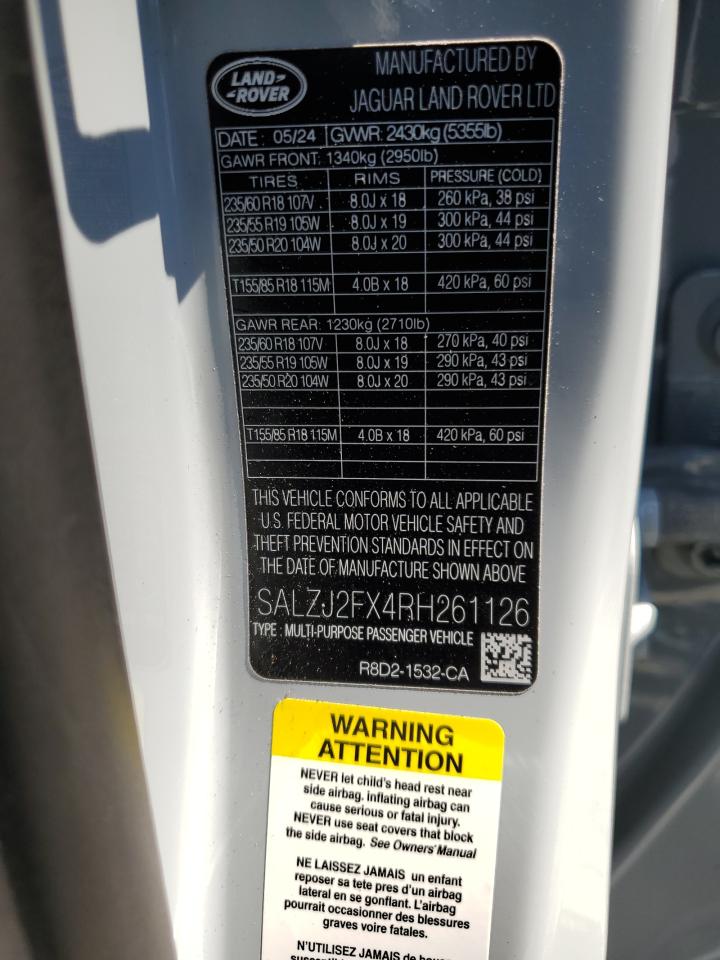 LAND-
-ROVER
MANUFACTURED BY
JAGUAR LAND ROVER LTD
DATE : 05/24 GVWR: 2430kg (5355lb)
GAWR FRONT: 1340kg (2950lb)
TIRES RIMS PRESSURE (COLD)
235/60 R18 107V 8.0J x 18 260 kPa, 38 psi
235/55 R19 105W 8.0J x 19 300 kPa, 44 psi
235/50 R20 104W 8.0J x 20 300 kPa, 44 psi
T155/85 R18 115M 4.0B x 18 420 kPa, 60 psi
GAWR REAR: 1230kg (2710lb)
235/60 R18 107V 8.0J x 18 270 kPa, 40 psi
235/55 R19 105W 8.0J x 19 290 kPa, 43 psi
235/50 R20 104W 8.0J x 20 290 kPa, 43 psi
T155/85 R18 115M 4.0B x 18 420 kPa, 60 psi
THIS VEHICLE CONFORMS TO ALL APPLICABLE
U.S. FEDERAL MOTOR VEHICLE SAFETY AND
THEFT PREVENTION STANDARDS IN EFFECT ON
THE DATE OF MANUFACTURE SHOWN ABOVE
SALZJ2FX4RH261126
TYPE : MULTI-PURPOSE PASSENGER VEHICLE
R8D2-1532-CA
WARNING
ATTENTION
NEVER let child's head rest near
side airbag. inflating airbag can
cause serious or fatal injury.
NEVER use seat covers that block
the side airbag. See Owners' Manual
NE LAISSEZ JAMAIS un enfant
reposer sa tete pres d'un airbag
lateral en se gonflant. L'airbag
pourrait occasionner des blessures
graves voire fatales.
N'UTILISEZ JAMAIS de